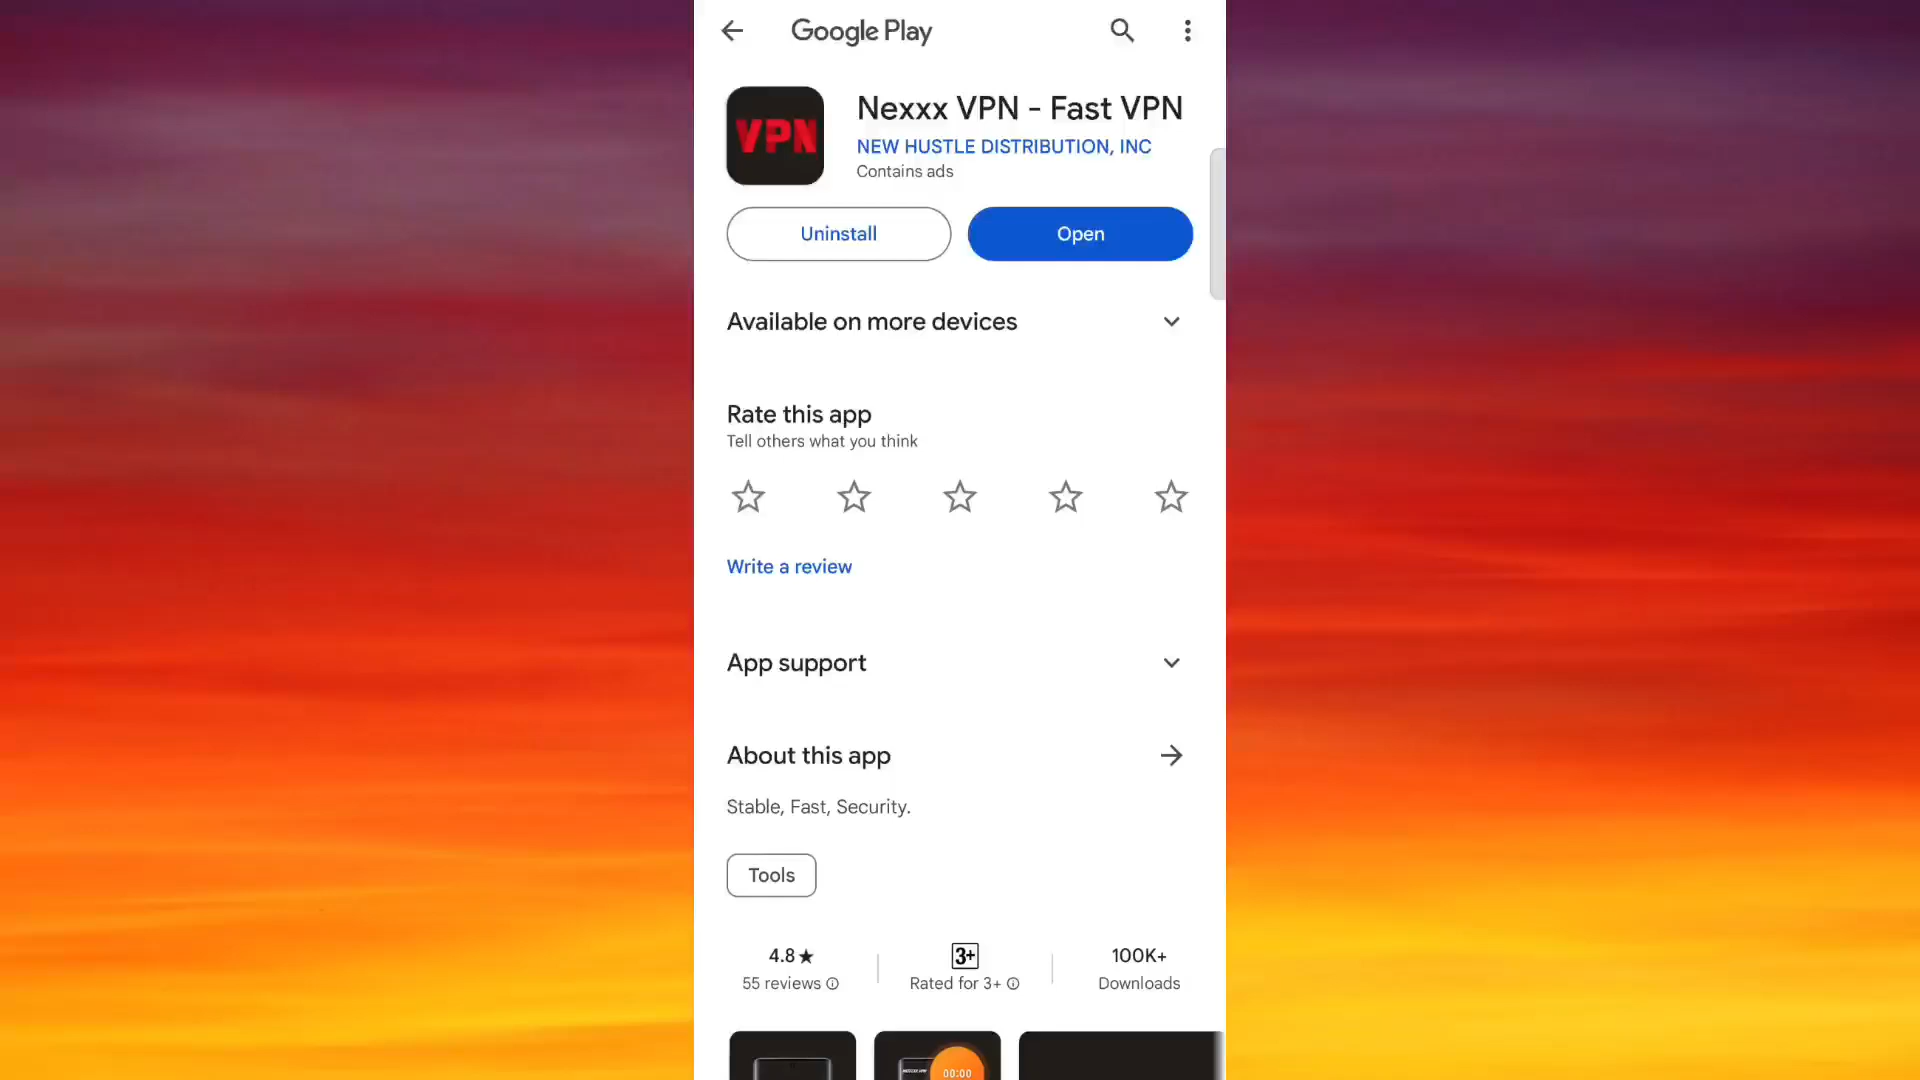 Google Play
VPN
Nexxx VPN - Fast VPN
NEW HUSTLE DISTRIBUTION, INC
Contains ads
Uninstall
Open
Available on more devices
Rate this app
Tell others what you think
Write a review
App support
About this app
Stable, Fast, Security.
Tools
4.8★
55 reviews
3+
Rated for 3+
100K+
Downloads
NEXXX VPN
00:00